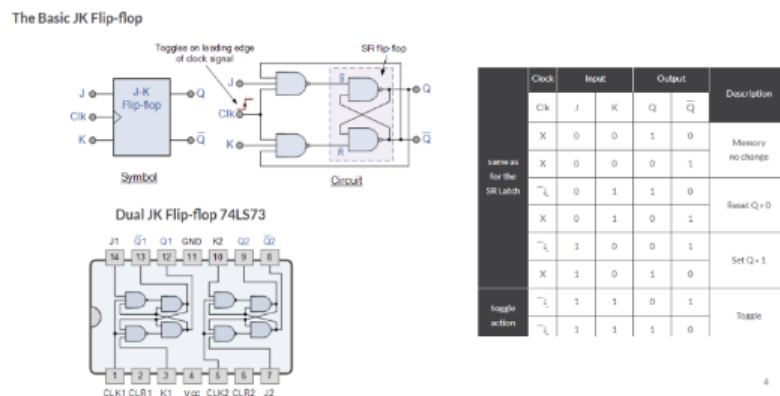 The Basic JK Flip-flop
Toggles on leading edge
of clock signal
SR flip-flop
J
Clk
K
J-K
Flip-flop
Q
Q̅
Symbol
J
Clk
K
S̅
R̅
Q
Q̅
Circuit
Dual JK Flip-flop 74LS73
J1 Q̅1 Q1 GND K2 Q2 Q̅2
14 13 12 11 10 9 8
1 2 3 4 5 6 7
CLK1 CLR1 K1 Vcc CLK2 CLR2 J2
Clock Input Output Description
Clk J K Q Q̅
same as
for the
SR Latch
X 0 0 1 0
X 0 0 0 1
Memory
no change
0 1 1 0
X 0 1 0 1
Reset Q » 0
1 0 0 1
X 1 0 1 0
Set Q » 1
toggle
action
1 1 0 1
1 1 1 0
Toggle
4